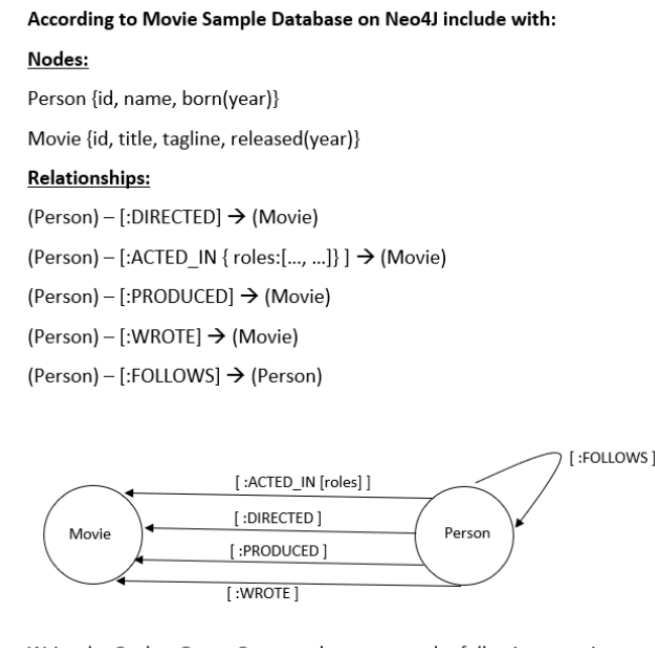 According to Movie Sample Database on Neo4J include with:
Nodes:
Person {id, name, born(year)}
Movie {id, title, tagline, released(year)}
Relationships:
(Person) – [:DIRECTED] → (Movie)
(Person) – [:ACTED_IN { roles:[…, …]} ] → (Movie)
(Person) – [:PRODUCED] → (Movie)
(Person) – [:WROTE] → (Movie)
(Person) – [:FOLLOWS] → (Person)
[ :FOLLOWS ]
[ :ACTED_IN [roles] ]
[ :DIRECTED ]
Movie
Person
[ :PRODUCED ]
[ :WROTE ]